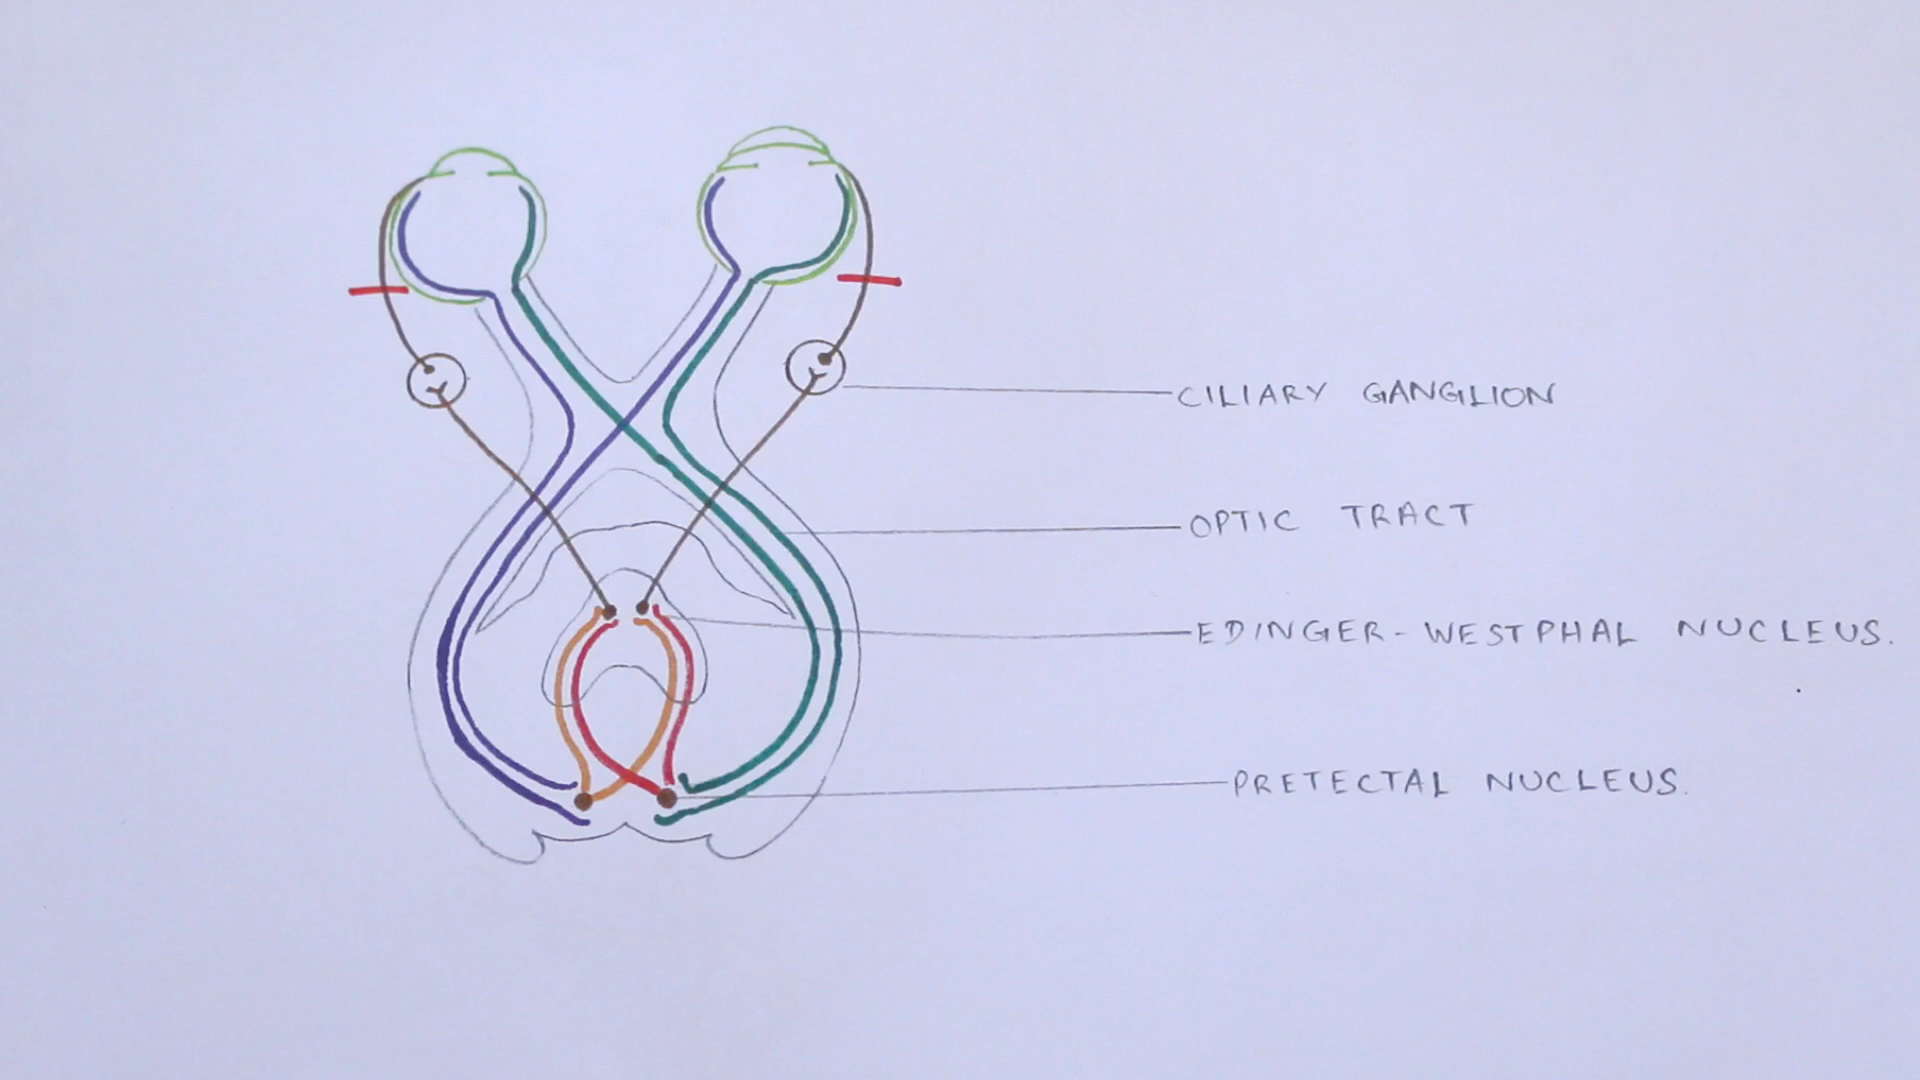 CILIARY GANGLION
OPTIC TRACT
EDINGER-WESTPHAL NUCLEUS.
PRETECTAL NUCLEUS.